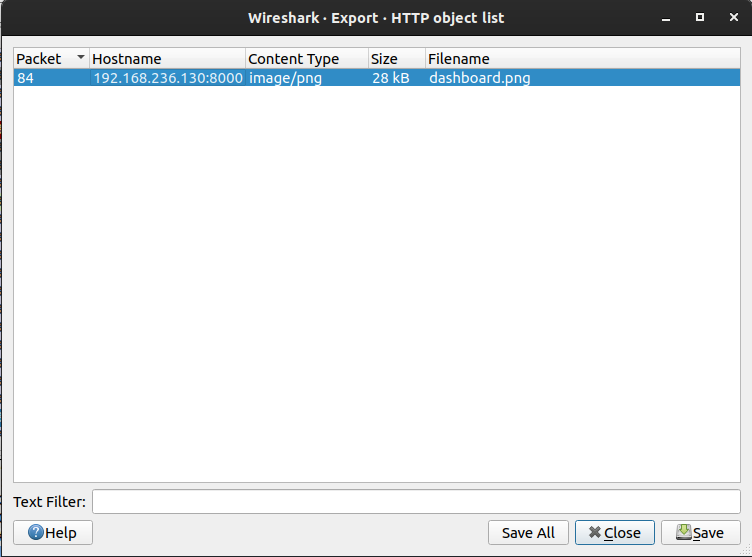 Wireshark · Export · HTTP object list
Packet Hostname Content Type Size Filename
84 192.168.236.130:8000 image/png 28 kB dashboard.png
Text Filter:
Help Save All Close Save